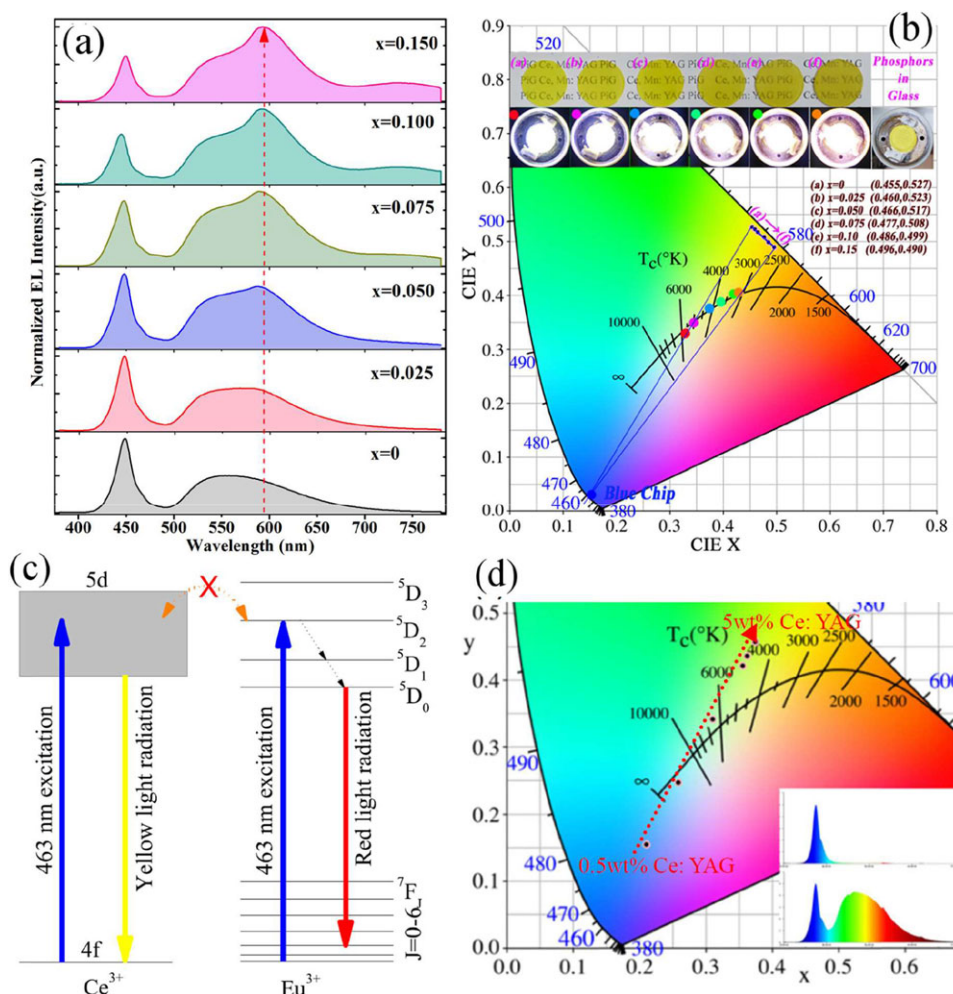 (a)
x=0.150
x=0.100
x=0.075
x=0.050
x=0.025
x=0
Normalized EL Intensity(a.u.)
400 450 500 550 600 650 700 750
Wavelength (nm)
(b)
0.9
0.8
0.7
0.6
0.5
0.4
0.3
0.2
0.1
0.0
CIE Y
0.0 0.1 0.2 0.3 0.4 0.5 0.6 0.7 0.8
CIE X
520
(a) (b) (c) (d) (e) (f)
PiG Ce, Mn: YAG PiG
Phosphors
in
Glass
(a) x=0 (0.455,0.527)
(b) x=0.025 (0.460,0.523)
(c) x=0.050 (0.466,0.517)
(d) x=0.075 (0.477,0.508)
(e) x=0.10 (0.486,0.499)
(f) x=0.15 (0.496,0.490)
(a)→(f)
500
580
Tc(°K)
4000
3000
2500
6000
10000
2000
1500
600
620
700
∞
490
480
470
460
380
Blue Chip
(c)
5d
X
⁵D₃
⁵D₂
⁵D₁
⁵D₀
463 nm excitation
Yellow light radiation
463 nm excitation
Red light radiation
⁷F_J
J=0-6
4f
Ce³⁺
Eu³⁺
(d)
0.5
0.4
0.3
0.2
0.1
0.0
y
5wt% Ce: YAG
580
Tc(°K)
3000
2500
4000
6000
600
2000
1500
10000
∞
490
480
0.5wt% Ce: YAG
470
460
380
0.0 0.1 0.2 0.3 0.4 0.5 0.6
x